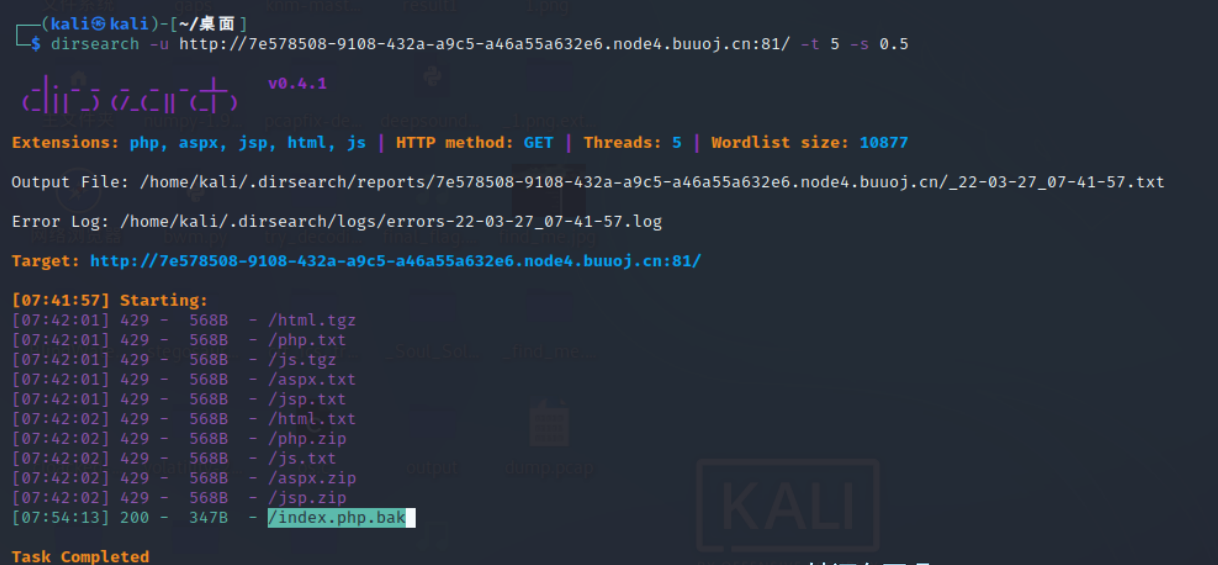 (kali㉿kali)-[~/桌面]
$ dirsearch -u http://7e578508-9108-432a-a9c5-a46a55a632e6.node4.buuoj.cn:81/ -t 5 -s 0.5
v0.4.1
Extensions: php, aspx, jsp, html, js | HTTP method: GET | Threads: 5 | Wordlist size: 10877
Output File: /home/kali/.dirsearch/reports/7e578508-9108-432a-a9c5-a46a55a632e6.node4.buuoj.cn/_22-03-27_07-41-57.txt
Error Log: /home/kali/.dirsearch/logs/errors-22-03-27_07-41-57.log
Target: http://7e578508-9108-432a-a9c5-a46a55a632e6.node4.buuoj.cn:81/
[07:41:57] Starting:
[07:42:01] 429 - 568B - /html.tgz
[07:42:01] 429 - 568B - /php.txt
[07:42:01] 429 - 568B - /js.tgz
[07:42:01] 429 - 568B - /aspx.txt
[07:42:01] 429 - 568B - /jsp.txt
[07:42:02] 429 - 568B - /html.txt
[07:42:02] 429 - 568B - /php.zip
[07:42:02] 429 - 568B - /js.txt
[07:42:02] 429 - 568B - /aspx.zip
[07:42:02] 429 - 568B - /jsp.zip
[07:54:13] 200 - 347B - /index.php.bak
output
dump.pcap
KALI
Task Completed